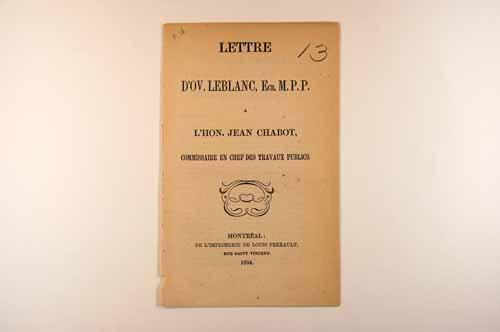 13
LETTRE
D'OV. LEBLANC, ECR. M.P.P.
A
L'HON. JEAN CHABOT,
COMMISSAIRE EN CHEF DES TRAVAUX PUBLICS.
MONTRÉAL:
DE L'IMPRIMERIE DE LOUIS PERRAULT,
RUE SAINT VINCENT.
1854.